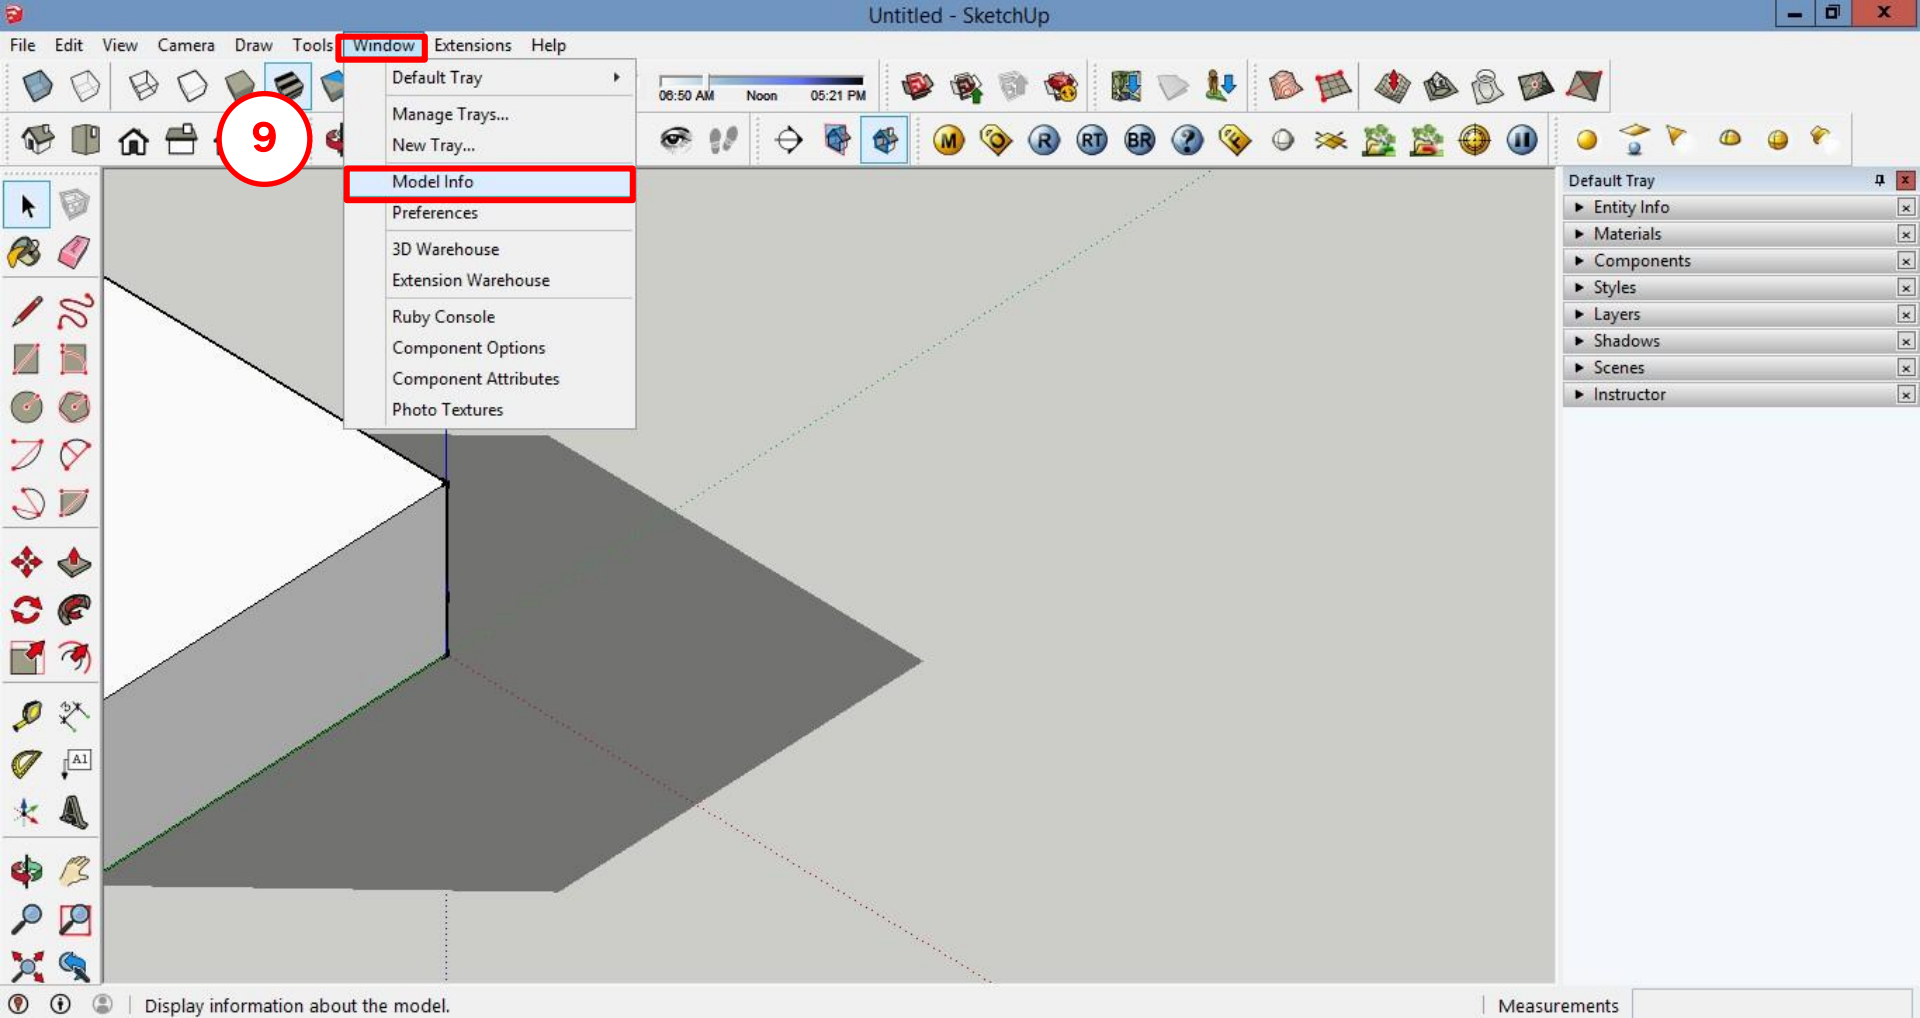 Untitled - SketchUp
File Edit View Camera Draw Tools Window Extensions Help
Default Tray
Manage Trays...
New Tray...
Model Info
Preferences
3D Warehouse
Extension Warehouse
Ruby Console
Component Options
Component Attributes
Photo Textures
06:50 AM Noon 05:21 PM
9
M O R RT BR ? F
Default Tray
Entity Info
Materials
Components
Styles
Layers
Shadows
Scenes
Instructor
A1
A
Display information about the model.
Measurements